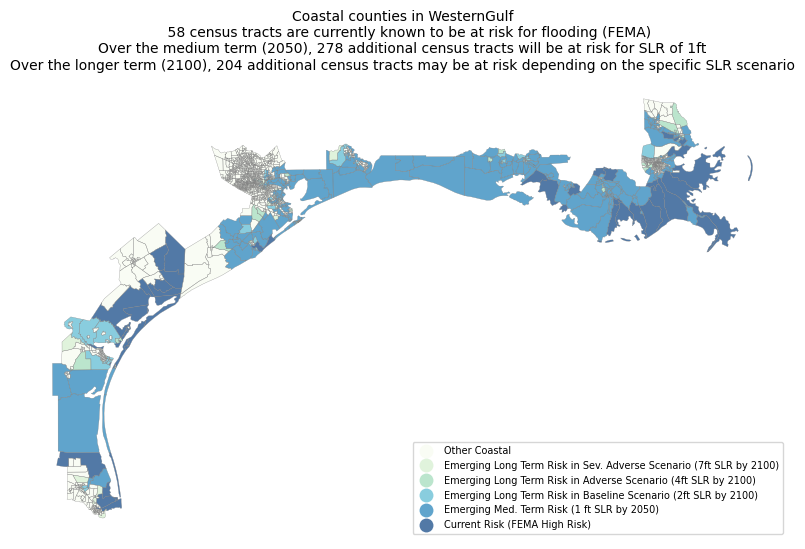 Coastal counties in WesternGulf
58 census tracts are currently known to be at risk for flooding (FEMA)
Over the medium term (2050), 278 additional census tracts will be at risk for SLR of 1ft
Over the longer term (2100), 204 additional census tracts may be at risk depending on the specific SLR scenario
Other Coastal
Emerging Long Term Risk in Sev. Adverse Scenario (7ft SLR by 2100)
Emerging Long Term Risk in Adverse Scenario (4ft SLR by 2100)
Emerging Long Term Risk in Baseline Scenario (2ft SLR by 2100)
Emerging Med. Term Risk (1 ft SLR by 2050)
Current Risk (FEMA High Risk)